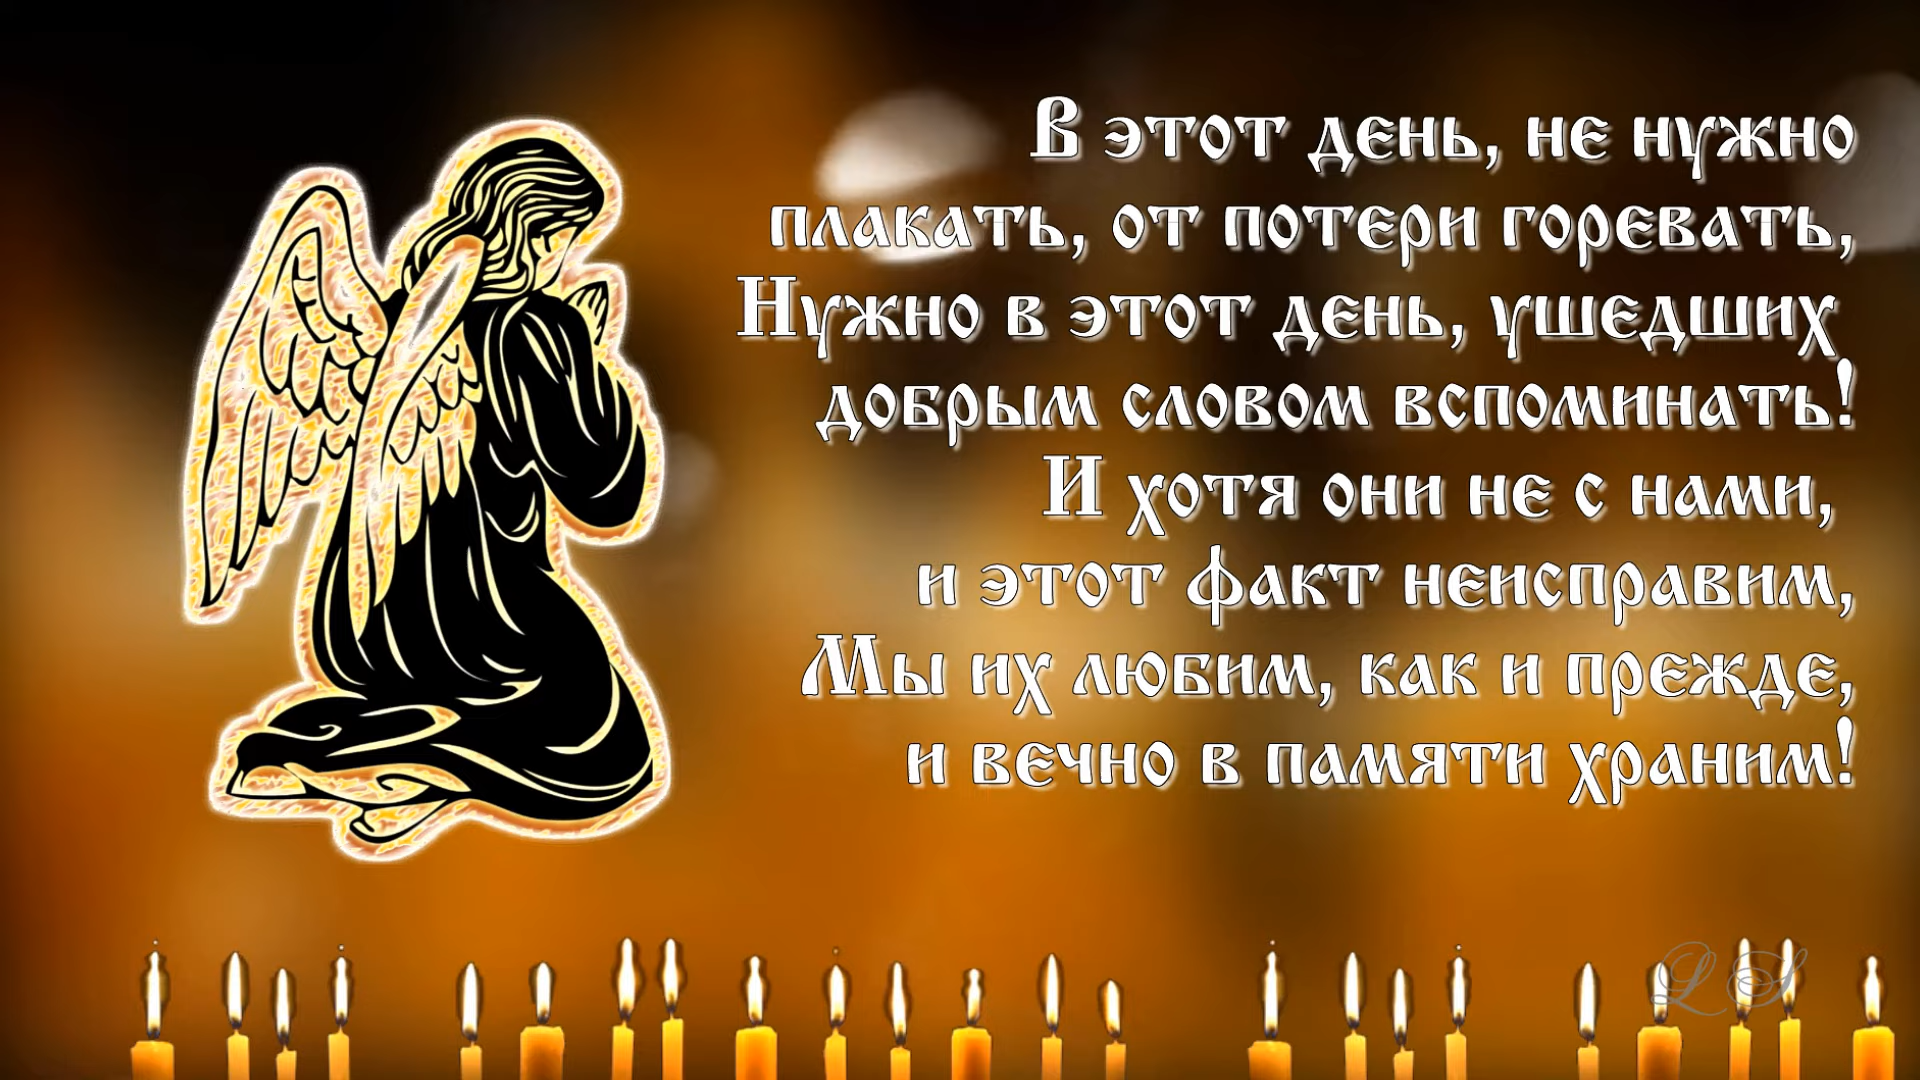 В этот день, не нужно
плакать, от потери горевать,
Нужно в этот день, ушедших
добрым словом вспоминать!
И хотя они не с нами,
и этот факт неисправим,
Мы их любим, как и прежде,
и вечно в памяти храним!
L S